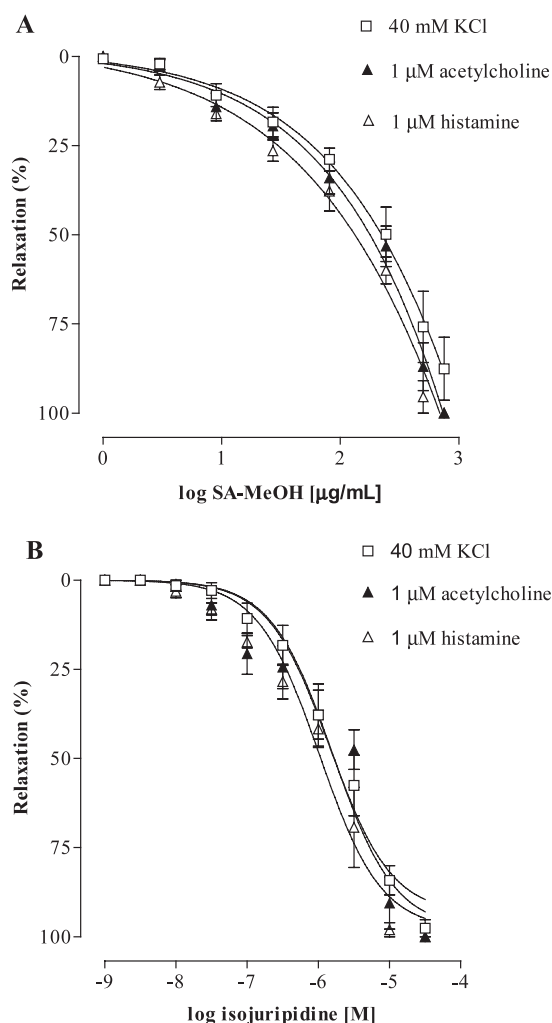 A
40 mM KCl
1 μM acetylcholine
1 μM histamine
0
25
50
75
100
Relaxation (%)
0 1 2 3
log SA-MeOH [μg/mL]
B
40 mM KCl
1 μM acetylcholine
1 μM histamine
0
25
50
75
100
Relaxation (%)
-9 -8 -7 -6 -5 -4
log isojuripidine [M]